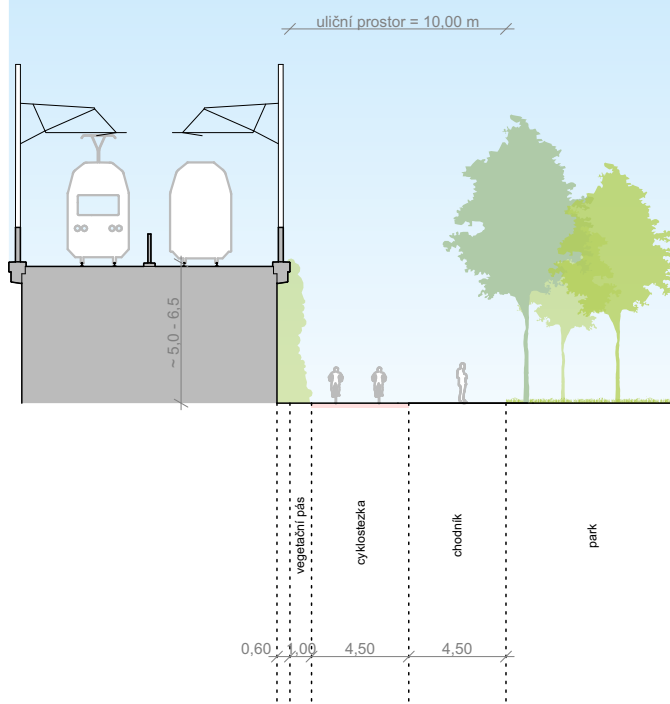 uliční prostor = 10,00 m
~ 5,0 - 6,5
vegetační pás
cyklostezka
chodník
park
0,60
1,00
4,50
4,50